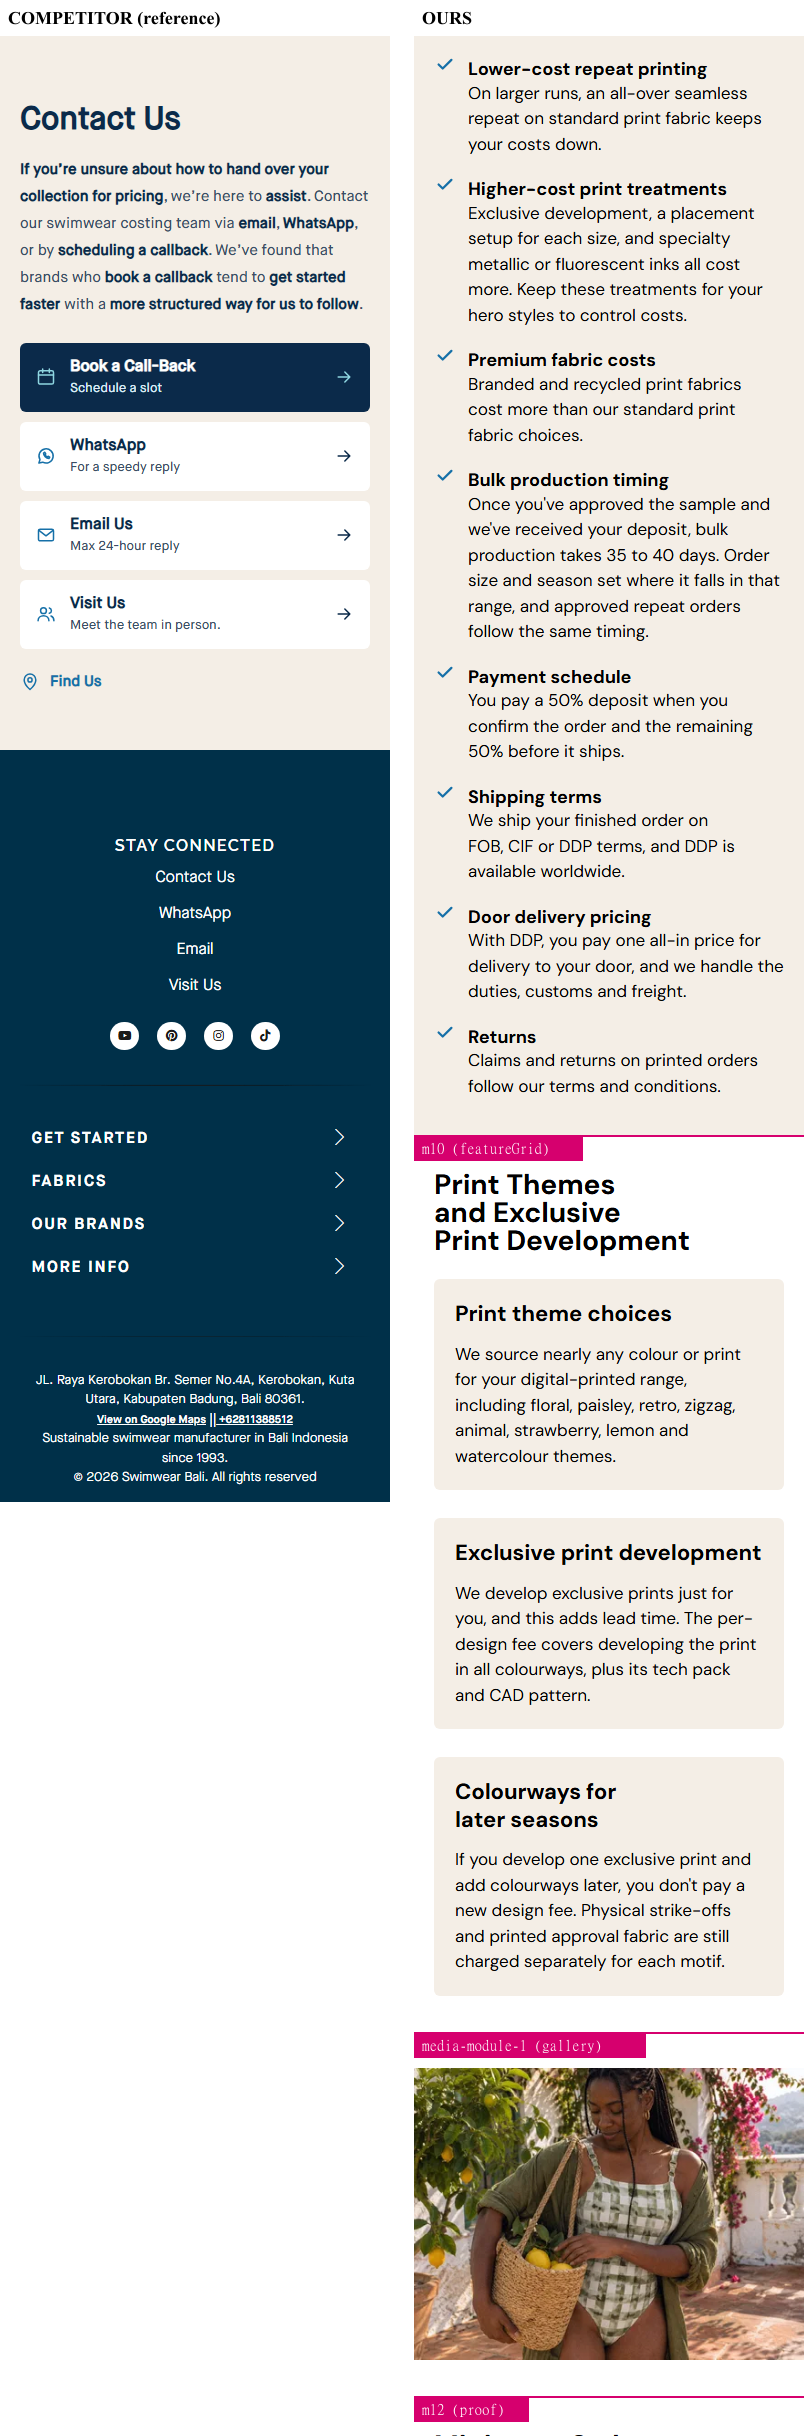 COMPETITOR (reference)
Contact Us
If you're unsure about how to hand over your
collection for pricing, we're here to assist. Contact
our swimwear costing team via email, WhatsApp,
or by scheduling a callback. We've found that
brands who book a callback tend to get started
faster with a more structured way for us to follow.
Book a Call-Back
Schedule a slot
WhatsApp
For a speedy reply
Email Us
Max 24-hour reply
Visit Us
Meet the team in person.
Find Us
STAY CONNECTED
Contact Us
WhatsApp
Email
Visit Us
GET STARTED
FABRICS
OUR BRANDS
MORE INFO
JL. Raya Kerobokan Br. Semer No.4A, Kerobokan, Kuta
Utara, Kabupaten Badung, Bali 80361.
View on Google Maps || +62811388512
Sustainable swimwear manufacturer in Bali Indonesia
since 1993.
© 2026 Swimwear Bali. All rights reserved
OURS
Lower-cost repeat printing
On larger runs, an all-over seamless
repeat on standard print fabric keeps
your costs down.
Higher-cost print treatments
Exclusive development, a placement
setup for each size, and specialty
metallic or fluorescent inks all cost
more. Keep these treatments for your
hero styles to control costs.
Premium fabric costs
Branded and recycled print fabrics
cost more than our standard print
fabric choices.
Bulk production timing
Once you've approved the sample and
we've received your deposit, bulk
production takes 35 to 40 days. Order
size and season set where it falls in that
range, and approved repeat orders
follow the same timing.
Payment schedule
You pay a 50% deposit when you
confirm the order and the remaining
50% before it ships.
Shipping terms
We ship your finished order on
FOB, CIF or DDP terms, and DDP is
available worldwide.
Door delivery pricing
With DDP, you pay one all-in price for
delivery to your door, and we handle the
duties, customs and freight.
Returns
Claims and returns on printed orders
follow our terms and conditions.
m10 (featureGrid)
Print Themes
and Exclusive
Print Development
Print theme choices
We source nearly any colour or print
for your digital-printed range,
including floral, paisley, retro, zigzag,
animal, strawberry, lemon and
watercolour themes.
Exclusive print development
We develop exclusive prints just for
you, and this adds lead time. The per-
design fee covers developing the print
in all colourways, plus its tech pack
and CAD pattern.
Colourways for
later seasons
If you develop one exclusive print and
add colourways later, you don't pay a
new design fee. Physical strike-offs
and printed approval fabric are still
charged separately for each motif.
media-module-1 (gallery)
m12 (proof)